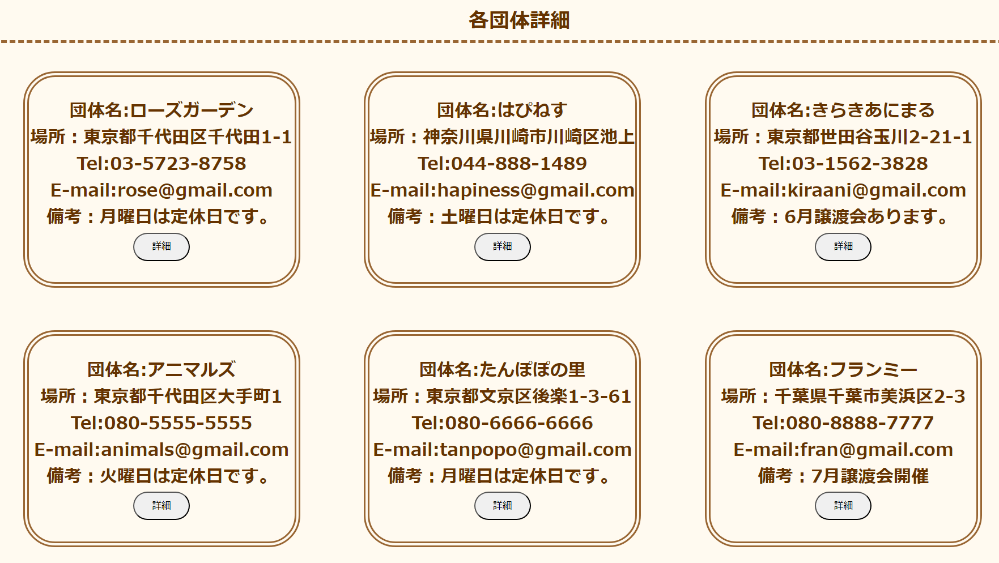 各団体詳細
団体名:ローズガーデン
場所：東京都千代田区千代田1-1
Tel:03-5723-8758
E-mail:rose@gmail.com
備考：月曜日は定休日です。
詳細
団体名:はぴねす
場所：神奈川県川崎市川崎区池上
Tel:044-888-1489
E-mail:hapiness@gmail.com
備考：土曜日は定休日です。
詳細
団体名:きらきあにまる
場所：東京都世田谷玉川2-21-1
Tel:03-1562-3828
E-mail:kiraani@gmail.com
備考：6月譲渡会あります。
詳細
団体名:アニマルズ
場所：東京都千代田区大手町1
Tel:080-5555-5555
E-mail:animals@gmail.com
備考：火曜日は定休日です。
詳細
団体名:たんぽぽの里
場所：東京都文京区後楽1-3-61
Tel:080-6666-6666
E-mail:tanpopo@gmail.com
備考：月曜日は定休日です。
詳細
団体名:フランミー
場所：千葉県千葉市美浜区2-3
Tel:080-8888-7777
E-mail:fran@gmail.com
備考：7月譲渡会開催
詳細